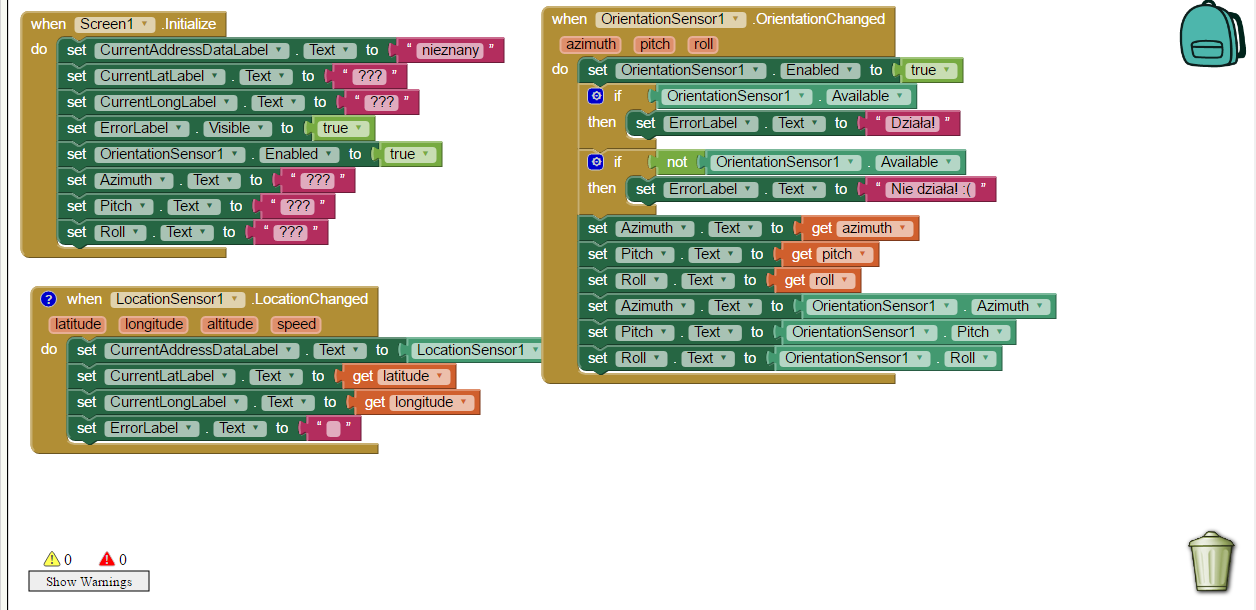 when Screen1 .Initialize
do set CurrentAddressDataLabel . Text to " nieznany "
set CurrentLatLabel . Text to " ??? "
set CurrentLongLabel . Text to " ??? "
set ErrorLabel . Visible to true
set OrientationSensor1 . Enabled to true
set Azimuth . Text to " ??? "
set Pitch . Text to " ??? "
set Roll . Text to " ??? "
? when LocationSensor1 .LocationChanged
latitude longitude altitude speed
do set CurrentAddressDataLabel . Text to LocationSensor1
set CurrentLatLabel . Text to get latitude
set CurrentLongLabel . Text to get longitude
set ErrorLabel . Text to " "
when OrientationSensor1 .OrientationChanged
azimuth pitch roll
do set OrientationSensor1 . Enabled to true
if OrientationSensor1 . Available
then set ErrorLabel . Text to " Działa! "
if not OrientationSensor1 . Available
then set ErrorLabel . Text to " Nie działa! :( "
set Azimuth . Text to get azimuth
set Pitch . Text to get pitch
set Roll . Text to get roll
set Azimuth . Text to OrientationSensor1 . Azimuth
set Pitch . Text to OrientationSensor1 . Pitch
set Roll . Text to OrientationSensor1 . Roll
0 0
Show Warnings